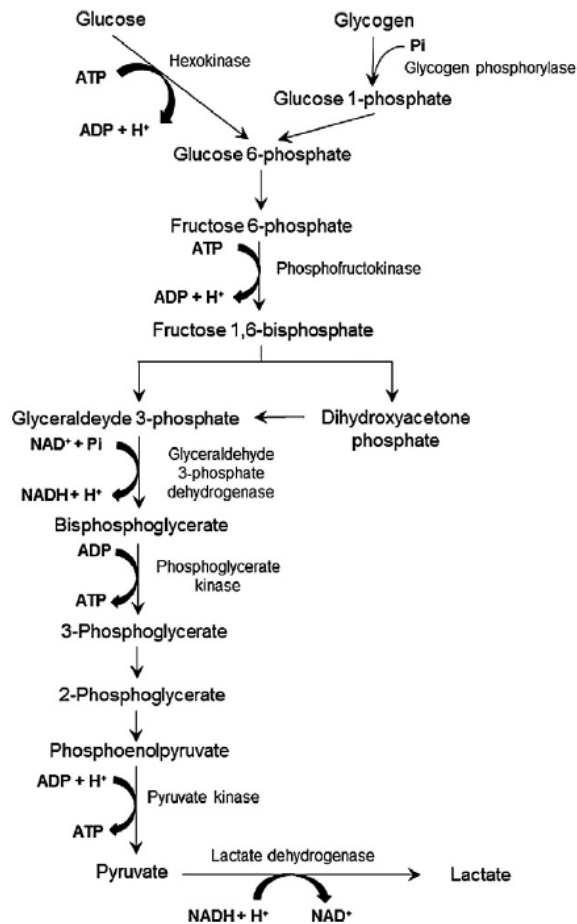 Glucose
Glycogen
Hexokinase
Pi
ATP
Glycogen phosphorylase
Glucose 1-phosphate
ADP + H⁺
Glucose 6-phosphate
Fructose 6-phosphate
ATP
Phosphofructokinase
ADP + H⁺
Fructose 1,6-bisphosphate
Glyceraldeyde 3-phosphate
Dihydroxyacetone
phosphate
NAD⁺ + Pi
Glyceraldehyde
3-phosphate
dehydrogenase
NADH + H⁺
Bisphosphoglycerate
ADP
Phosphoglycerate
kinase
ATP
3-Phosphoglycerate
2-Phosphoglycerate
Phosphoenolpyruvate
ADP + H⁺
Pyruvate kinase
ATP
Pyruvate
Lactate dehydrogenase
Lactate
NADH + H⁺
NAD⁺